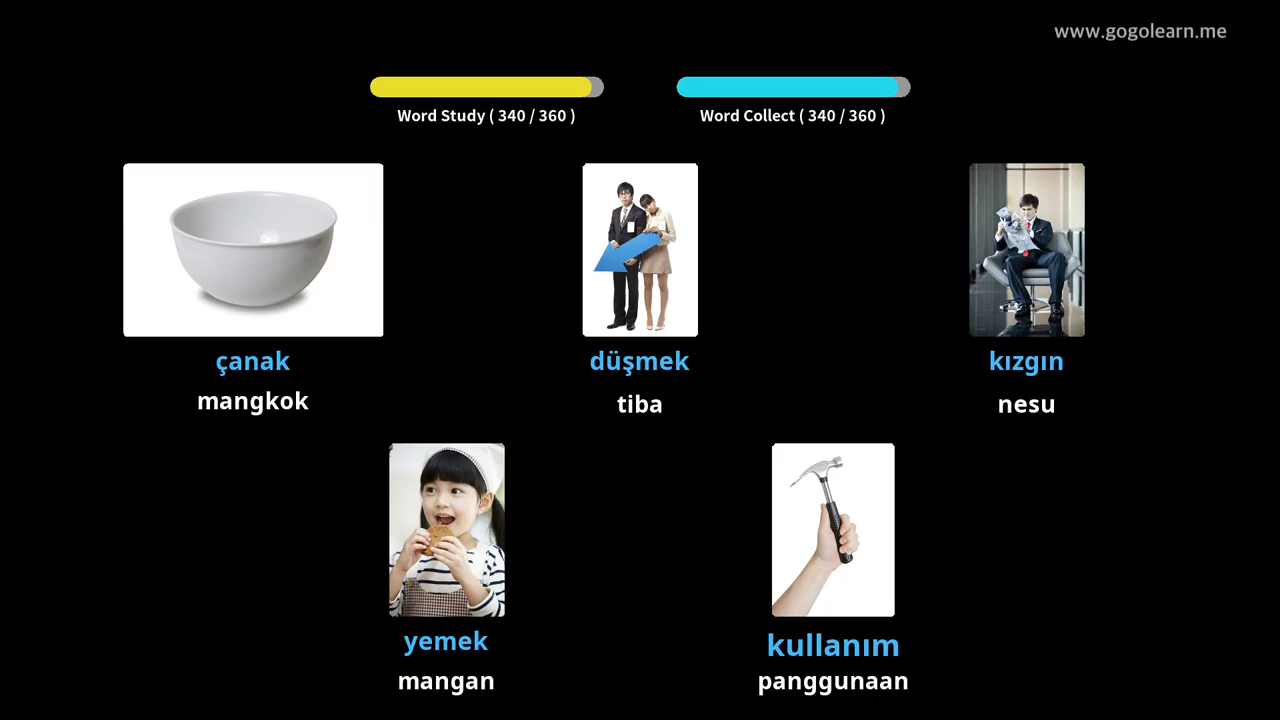 www.gogolearn.me
Word Study ( 340 / 360 )
Word Collect ( 340 / 360 )
çanak
mangkok
düşmek
tiba
kızgın
nesu
yemek
mangan
kullanım
panggunaan